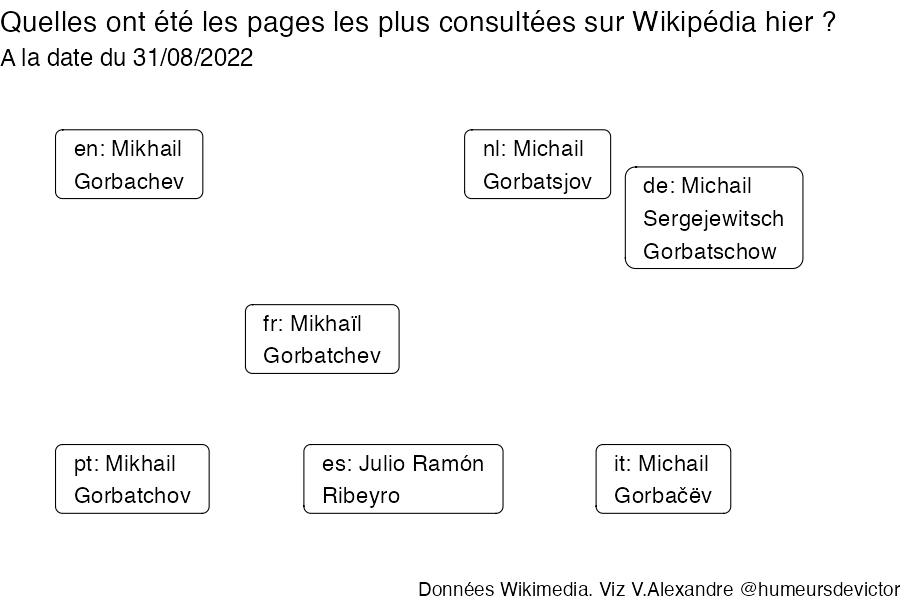 Quelles ont été les pages les plus consultées sur Wikipédia hier ?
A la date du 31/08/2022
en: Mikhail
Gorbachev
nl: Michail
Gorbatsjov
de: Michail
Sergejewitsch
Gorbatschow
fr: Mikhaïl
Gorbatchev
pt: Mikhail
Gorbatchov
es: Julio Ramón
Ribeyro
it: Michail
Gorbačëv
Données Wikimedia. Viz V.Alexandre @humeursdevictor